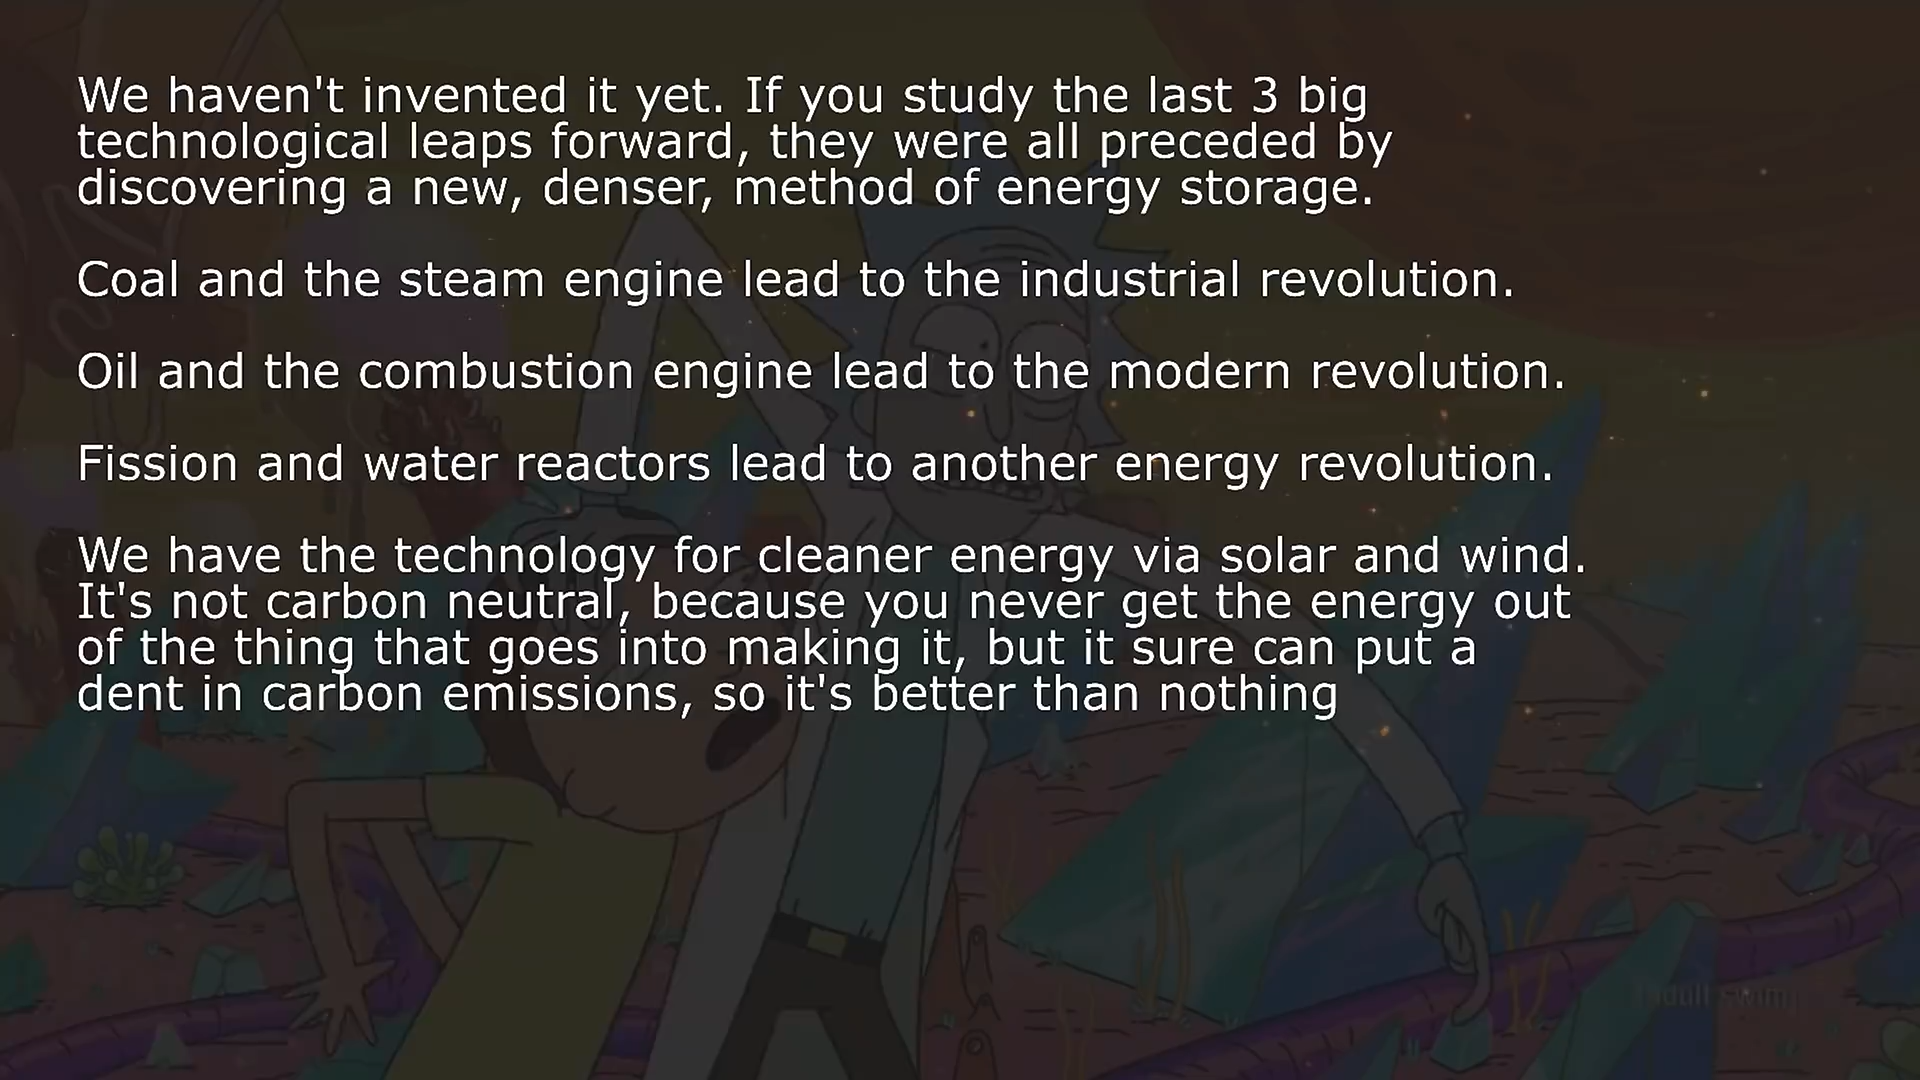 We haven't invented it yet. If you study the last 3 big
technological leaps forward, they were all preceded by
discovering a new, denser, method of energy storage.
Coal and the steam engine lead to the industrial revolution.
Oil and the combustion engine lead to the modern revolution.
Fission and water reactors lead to another energy revolution.
We have the technology for cleaner energy via solar and wind.
It's not carbon neutral, because you never get the energy out
of the thing that goes into making it, but it sure can put a
dent in carbon emissions, so it's better than nothing
[adult swim]